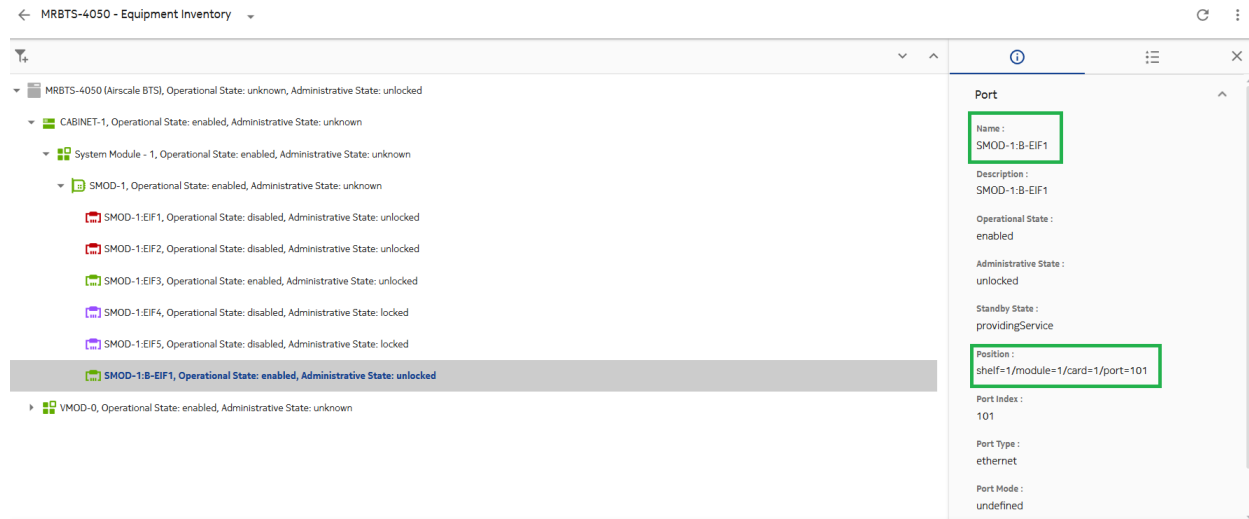 MRBTS-4050 - Equipment Inventory
MRBTS-4050 (Airscale BTS), Operational State: unknown, Administrative State: unlocked
CABINET-1, Operational State: enabled, Administrative State: unknown
System Module - 1, Operational State: enabled, Administrative State: unknown
SMOD-1, Operational State: enabled, Administrative State: unknown
SMOD-1:EIF1, Operational State: disabled, Administrative State: unlocked
SMOD-1:EIF2, Operational State: disabled, Administrative State: unlocked
SMOD-1:EIF3, Operational State: enabled, Administrative State: unlocked
SMOD-1:EIF4, Operational State: disabled, Administrative State: locked
SMOD-1:EIF5, Operational State: disabled, Administrative State: locked
SMOD-1:B-EIF1, Operational State: enabled, Administrative State: unlocked
VMOD-0, Operational State: enabled, Administrative State: unknown
Port
Name :
SMOD-1:B-EIF1
Description :
SMOD-1:B-EIF1
Operational State :
enabled
Administrative State :
unlocked
Standby State :
providingService
Position :
shelf=1/module=1/card=1/port=101
Port Index :
101
Port Type :
ethernet
Port Mode :
undefined